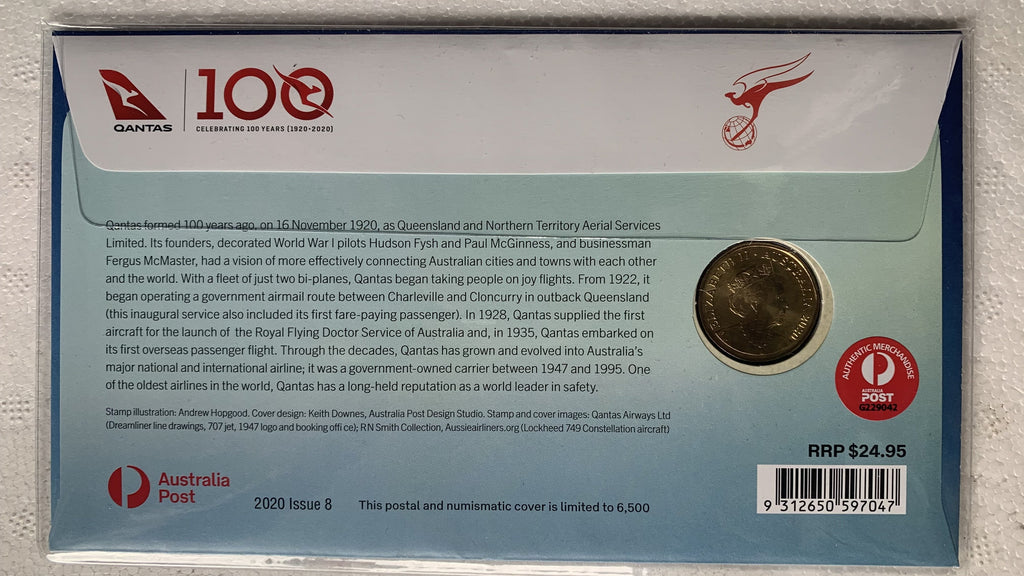 QANTAS
100
CELEBRATING 100 YEARS (1920-2020)
Qantas formed 100 years ago, on 16 November 1920, as Queensland and Northern Territory Aerial Services
Limited. Its founders, decorated World War I pilots Hudson Fysh and Paul McGinness, and businessman
Fergus McMaster, had a vision of more effectively connecting Australian cities and towns with each other
and the world. With a fleet of just two bi-planes, Qantas began taking people on joy flights. From 1922, it
began operating a government airmail route between Charleville and Cloncurry in outback Queensland
(this inaugural service also included its first fare-paying passenger). In 1928, Qantas supplied the first
aircraft for the launch of the Royal Flying Doctor Service of Australia and, in 1935, Qantas embarked on
its first overseas passenger flight. Through the decades, Qantas has grown and evolved into Australia's
major national and international airline; it was a government-owned carrier between 1947 and 1995. One
of the oldest airlines in the world, Qantas has a long-held reputation as a world leader in safety.
Stamp illustration: Andrew Hopgood. Cover design: Keith Downes, Australia Post Design Studio. Stamp and cover images: Qantas Airways Ltd
(Dreamliner line drawings, 707 jet, 1947 logo and booking offi ce); R N Smith Collection, Aussieairliners.org (Lockheed 749 Constellation aircraft)
ELIZABETH II AUSTRALIA 2020
AUTHENTIC MERCHANDISE
AUSTRALIA
POST
G229042
RRP $24.95
9 312650 597047
Australia
Post
2020 Issue 8
This postal and numismatic cover is limited to 6,500